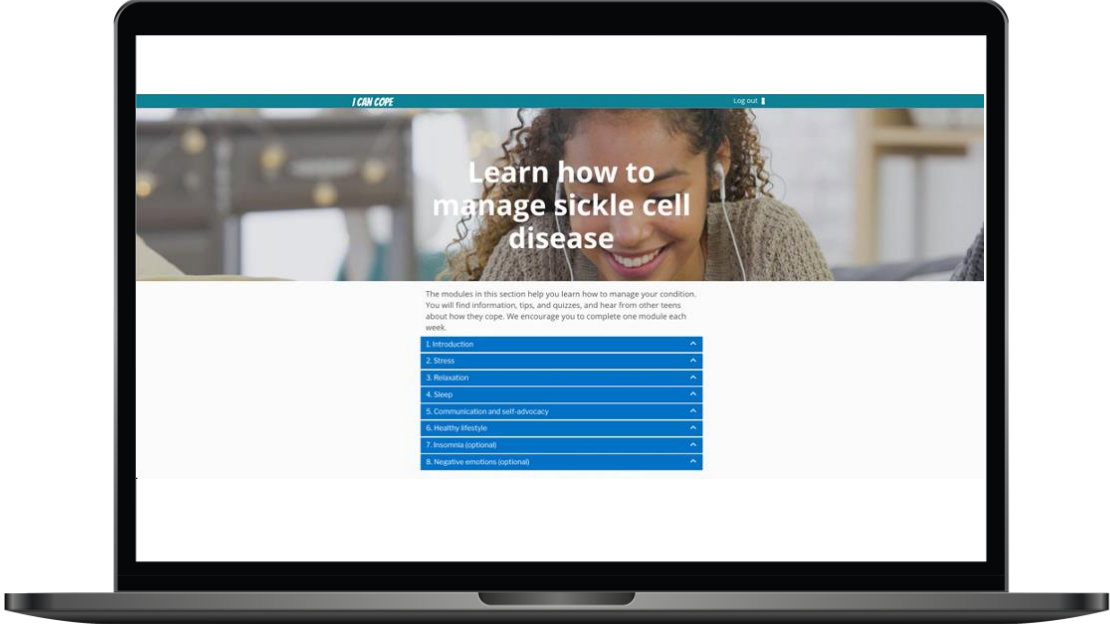 I CAN COPE
Log out
Learn how to
manage sickle cell
disease
The modules in this section help you learn how to manage your condition.
You will find information, tips, and quizzes, and hear from other teens
about how they cope. We encourage you to complete one module each
week.
1. Introduction
2. Stress
3. Relaxation
4. Sleep
5. Communication and self-advocacy
6. Healthy lifestyle
7. Insomnia (optional)
8. Negative emotions (optional)